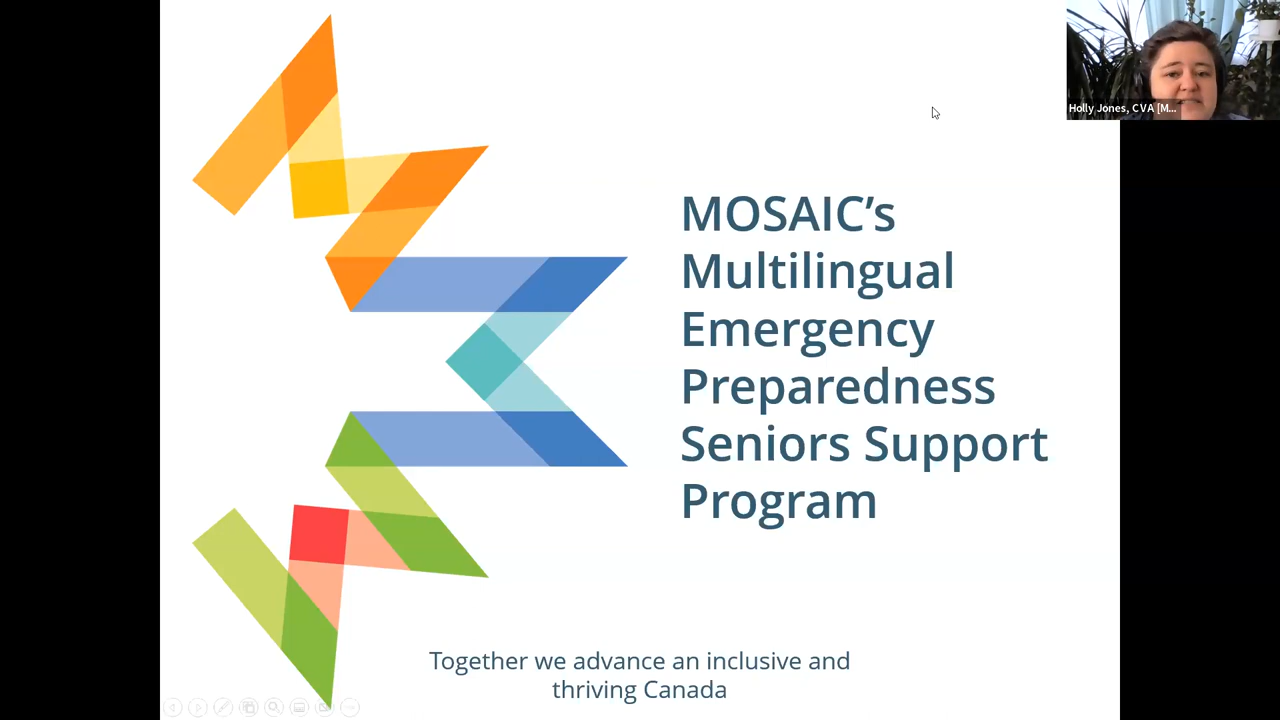 Holly Jones, CVA [M...
MOSAIC’s
Multilingual
Emergency
Preparedness
Seniors Support
Program
Together we advance an inclusive and
thriving Canada